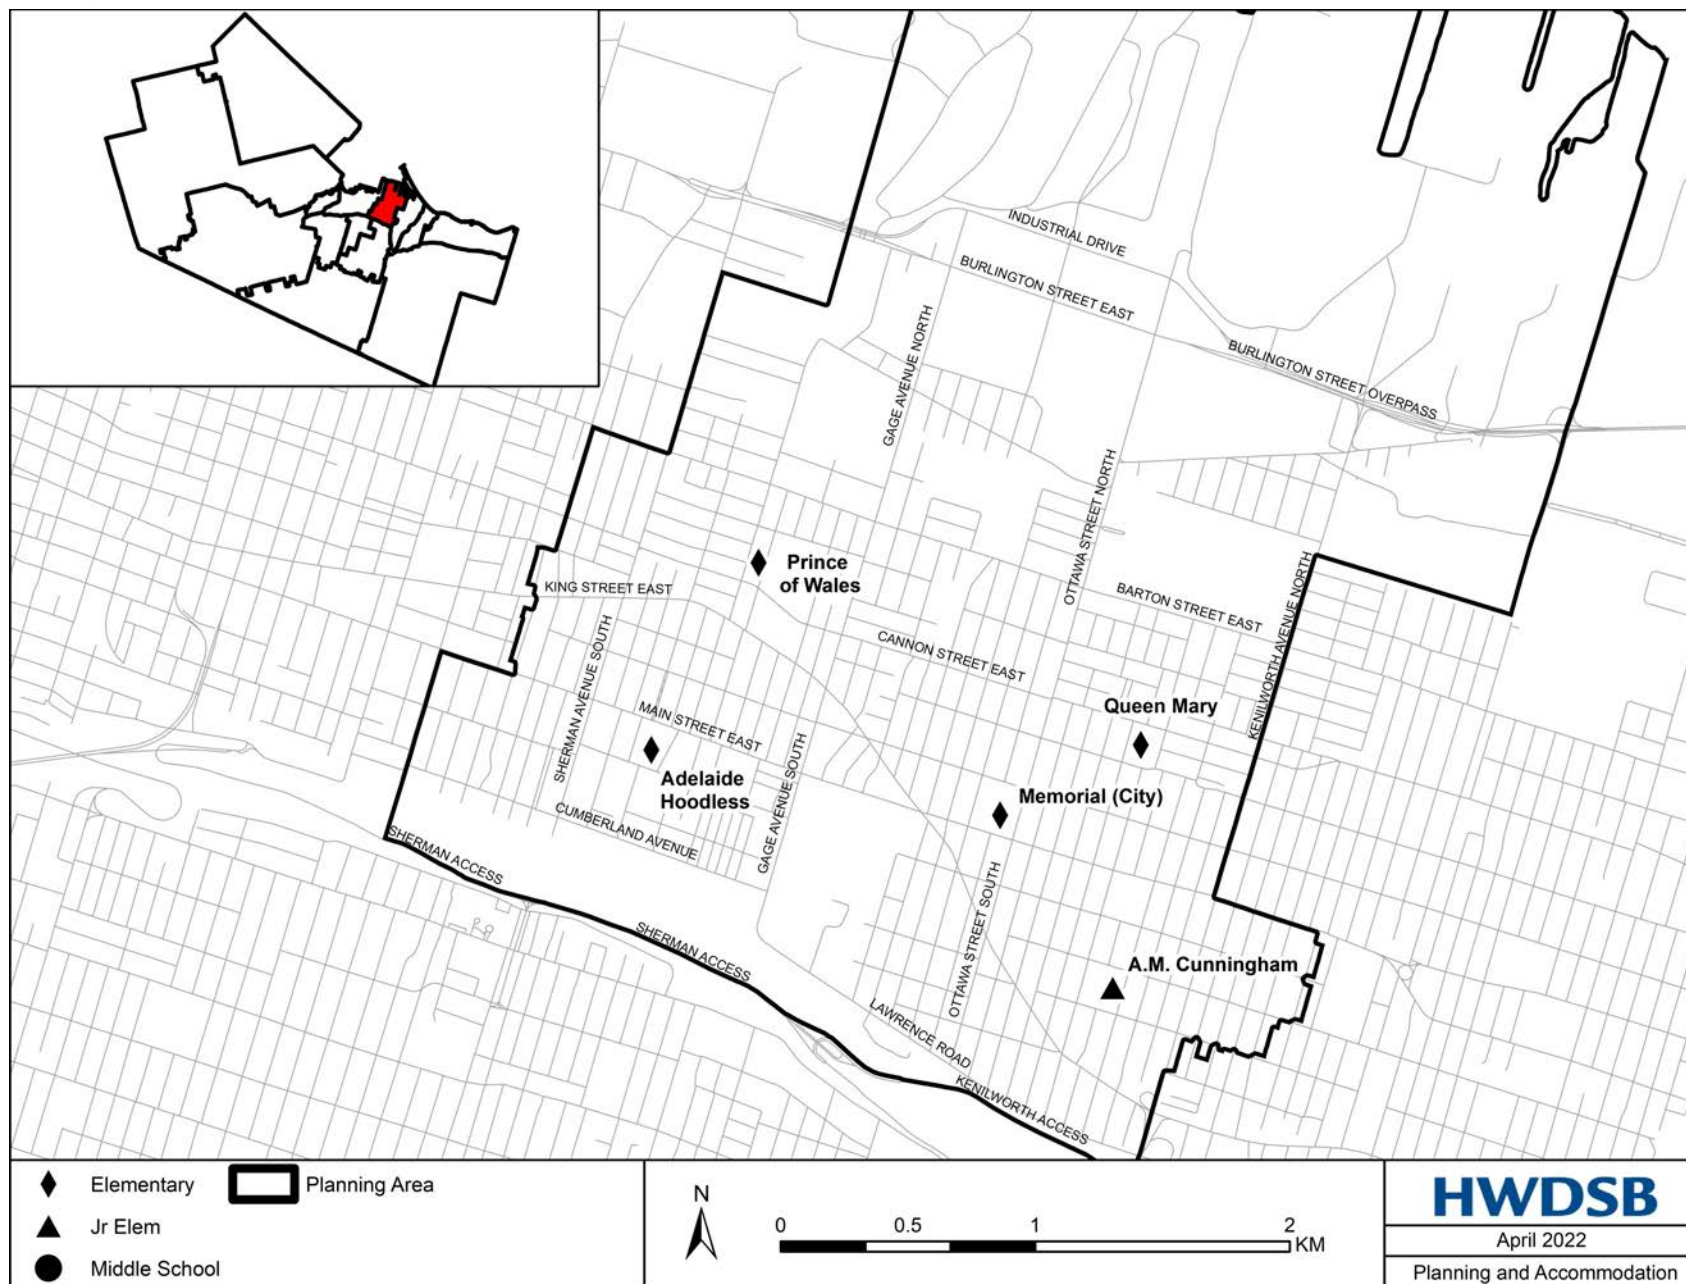 INDUSTRIAL DRIVE
BURLINGTON STREET EAST
BURLINGTON STREET OVERPASS
GAGE AVENUE NORTH
OTTAWA STREET NORTH
Prince
of Wales
KING STREET EAST
BARTON STREET EAST
KENILWORTH AVENUE NORTH
SHERMAN AVENUE SOUTH
CANNON STREET EAST
MAIN STREET EAST
Queen Mary
Adelaide
Hoodless
GAGE AVENUE SOUTH
Memorial (City)
CUMBERLAND AVENUE
SHERMAN ACCESS
SHERMAN ACCESS
OTTAWA STREET SOUTH
A.M. Cunningham
LAWRENCE ROAD
KENILWORTH ACCESS
Elementary
Planning Area
Jr Elem
Middle School
N
0 0.5 1 2
KM
HWDSB
April 2022
Planning and Accommodation